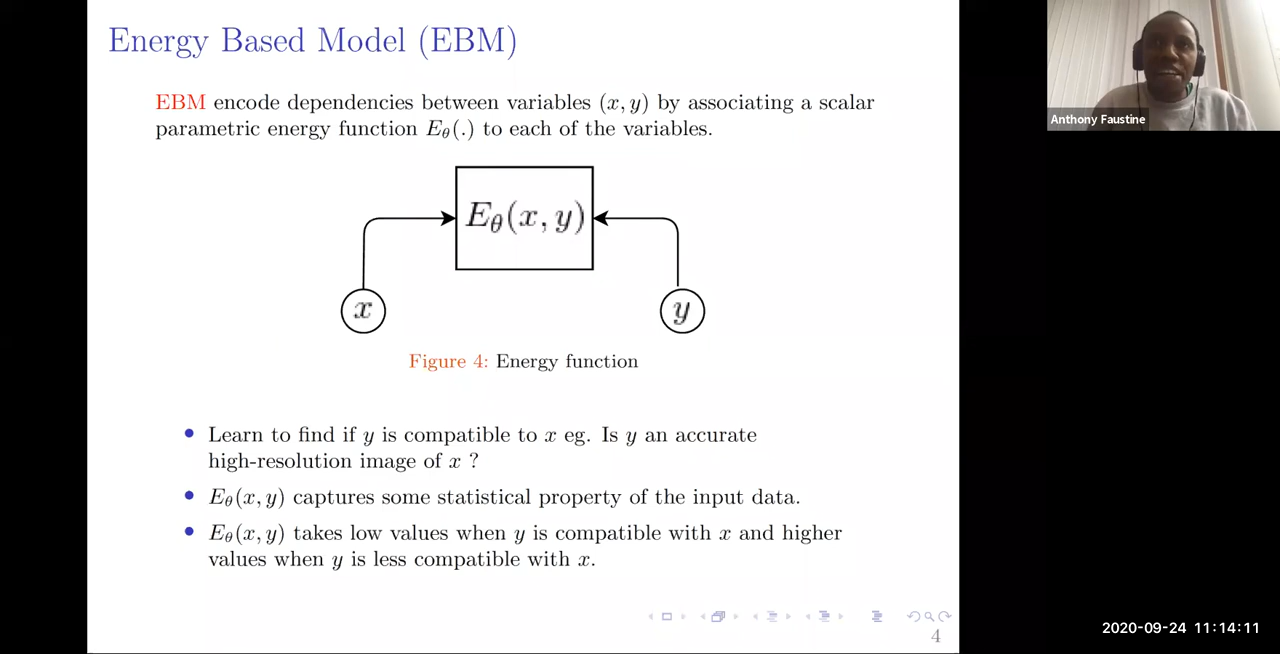 Energy Based Model (EBM)
EBM encode dependencies between variables (x, y) by associating a scalar
parametric energy function Eθ(.) to each of the variables.
Eθ(x, y)
x
y
Figure 4: Energy function
• Learn to find if y is compatible to x eg. Is y an accurate
high-resolution image of x ?
• Eθ(x, y) captures some statistical property of the input data.
• Eθ(x, y) takes low values when y is compatible with x and higher
values when y is less compatible with x.
4
Anthony Faustine
2020-09-24 11:14:11